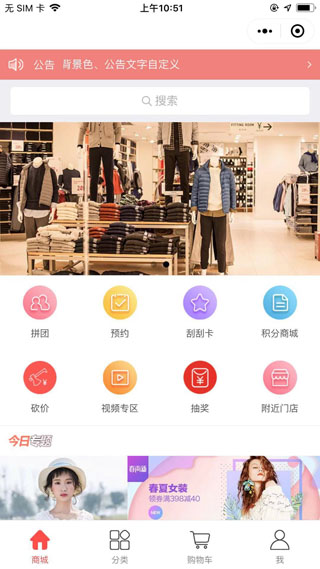 无 SIM 卡
上午10:51
公告 背景色、公告文字自定义
搜索
拼团 预约 刮刮卡 积分商城
砍价 视频专区 抽奖 附近门店
今日专题
春夏女装
领券满398减40
NEW
商城 分类 购物车 我